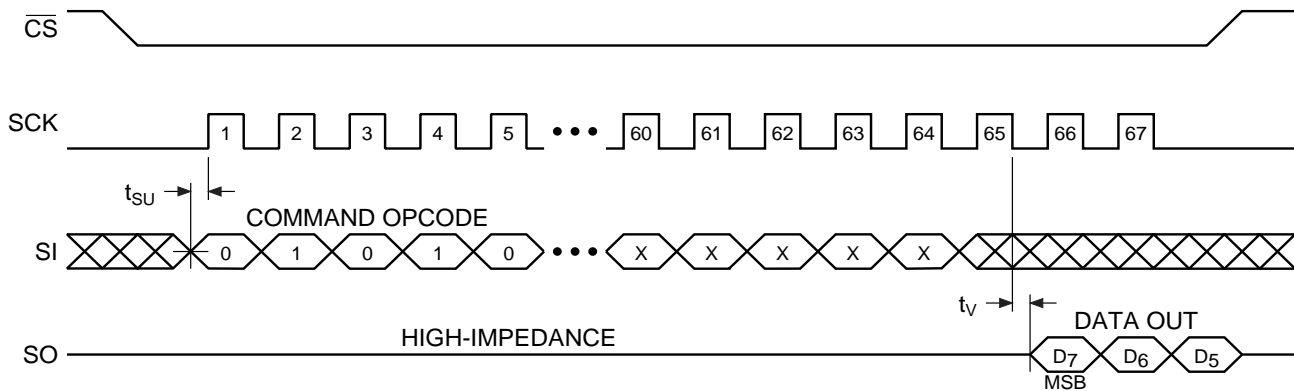 CS
SCK 1 2 3 4 5 ••• 60 61 62 63 64 65 66 67
tSU
COMMAND OPCODE
SI 0 1 0 1 0 ••• X X X X X
tV
HIGH-IMPEDANCE
DATA OUT
SO D7 D6 D5
MSB